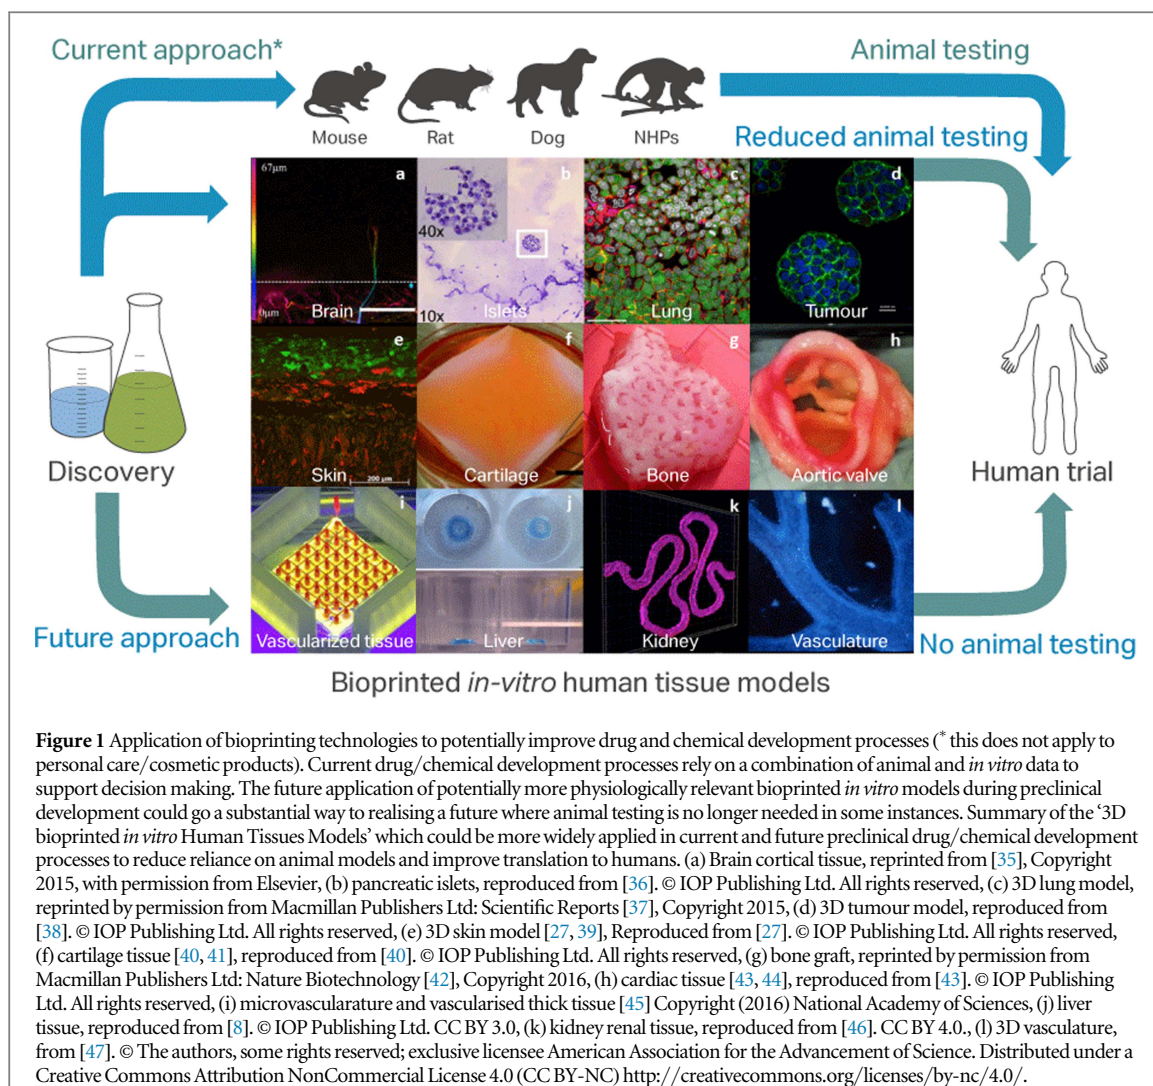 Current approach*
Animal testing
Mouse
Rat
Dog
NHPs
Reduced animal testing
67µm
a
b
c
d
40x
0µm
Brain
10x
Islets
Lung
Tumour
e
f
g
h
Skin
200 µm
Cartilage
Bone
Aortic valve
Discovery
Human trial
i
j
k
l
Vascularized tissue
Liver
Kidney
Vasculature
Future approach
No animal testing
Bioprinted in-vitro human tissue models
Figure 1 Application of bioprinting technologies to potentially improve drug and chemical development processes (* this does not apply to
personal care/cosmetic products). Current drug/chemical development processes rely on a combination of animal and in vitro data to
support decision making. The future application of potentially more physiologically relevant bioprinted in vitro models during preclinical
development could go a substantial way to realising a future where animal testing is no longer needed in some instances. Summary of the ‘3D
bioprinted in vitro Human Tissues Models’ which could be more widely applied in current and future preclinical drug/chemical development
processes to reduce reliance on animal models and improve translation to humans. (a) Brain cortical tissue, reprinted from [35], Copyright
2015, with permission from Elsevier, (b) pancreatic islets, reproduced from [36]. © IOP Publishing Ltd. All rights reserved, (c) 3D lung model,
reprinted by permission from Macmillan Publishers Ltd: Scientific Reports [37], Copyright 2015, (d) 3D tumour model, reproduced from
[38]. © IOP Publishing Ltd. All rights reserved, (e) 3D skin model [27, 39], Reproduced from [27]. © IOP Publishing Ltd. All rights reserved,
(f) cartilage tissue [40, 41], reproduced from [40]. © IOP Publishing Ltd. All rights reserved, (g) bone graft, reprinted by permission from
Macmillan Publishers Ltd: Nature Biotechnology [42], Copyright 2016, (h) cardiac tissue [43, 44], reproduced from [43]. © IOP Publishing
Ltd. All rights reserved, (i) microvascularature and vascularised thick tissue [45] Copyright (2016) National Academy of Sciences, (j) liver
tissue, reproduced from [8]. © IOP Publishing Ltd. CC BY 3.0, (k) kidney renal tissue, reproduced from [46]. CC BY 4.0., (l) 3D vasculature,
from [47]. © The authors, some rights reserved; exclusive licensee American Association for the Advancement of Science. Distributed under a
Creative Commons Attribution NonCommercial License 4.0 (CC BY-NC) http://creativecommons.org/licenses/by-nc/4.0/.